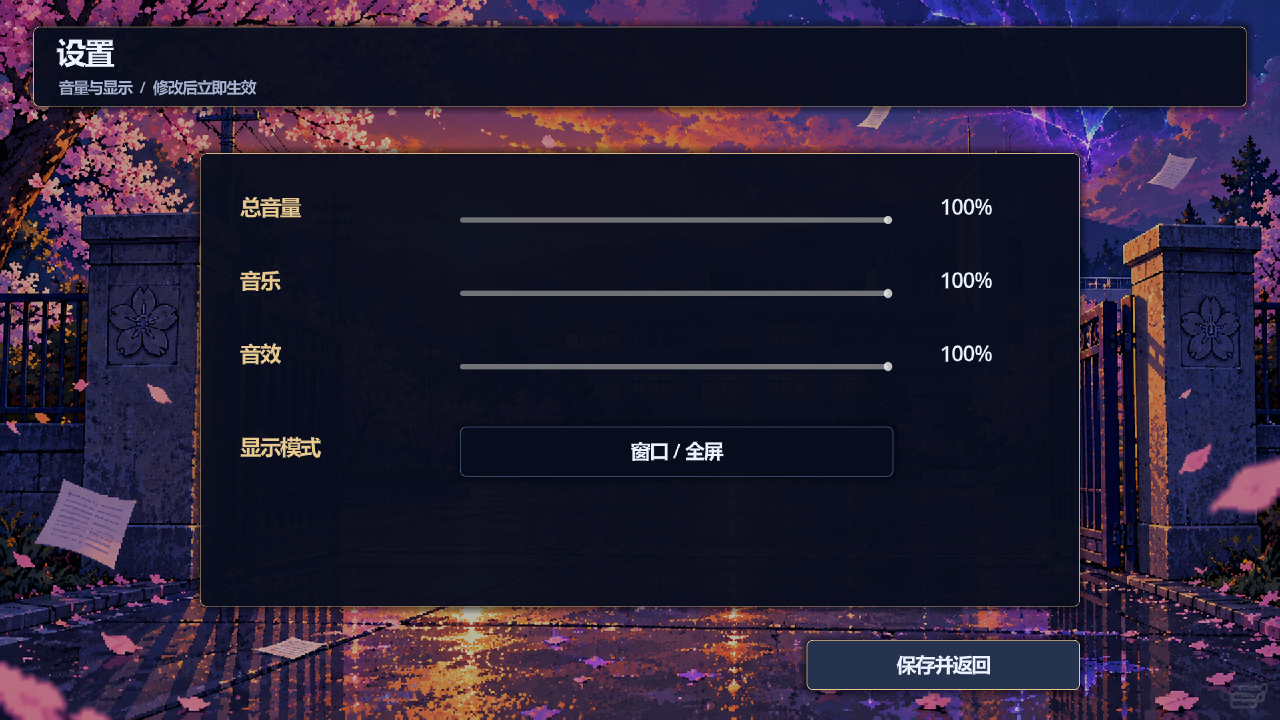 设置
音量与显示 / 修改后立即生效
总音量 100%
音乐 100%
音效 100%
显示模式 窗口 / 全屏
保存并返回